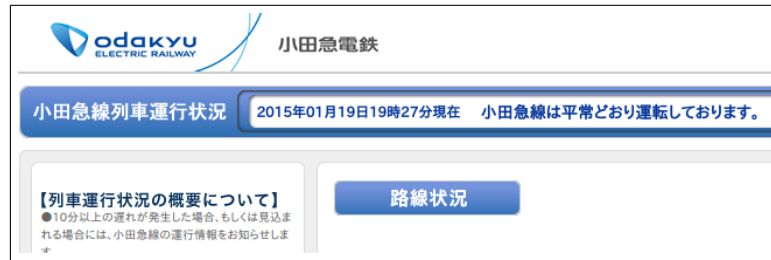 odakyu
ELECTRIC RAILWAY
小田急電鉄
小田急線列車運行状況
2015年01月19日19時27分現在 小田急線は平常どおり運転しております。
【列車運行状況の概要について】
●10分以上の遅れが発生した場合、もしくは見込ま
れる場合には、小田急線の運行情報をお知らせしま
す
路線状況